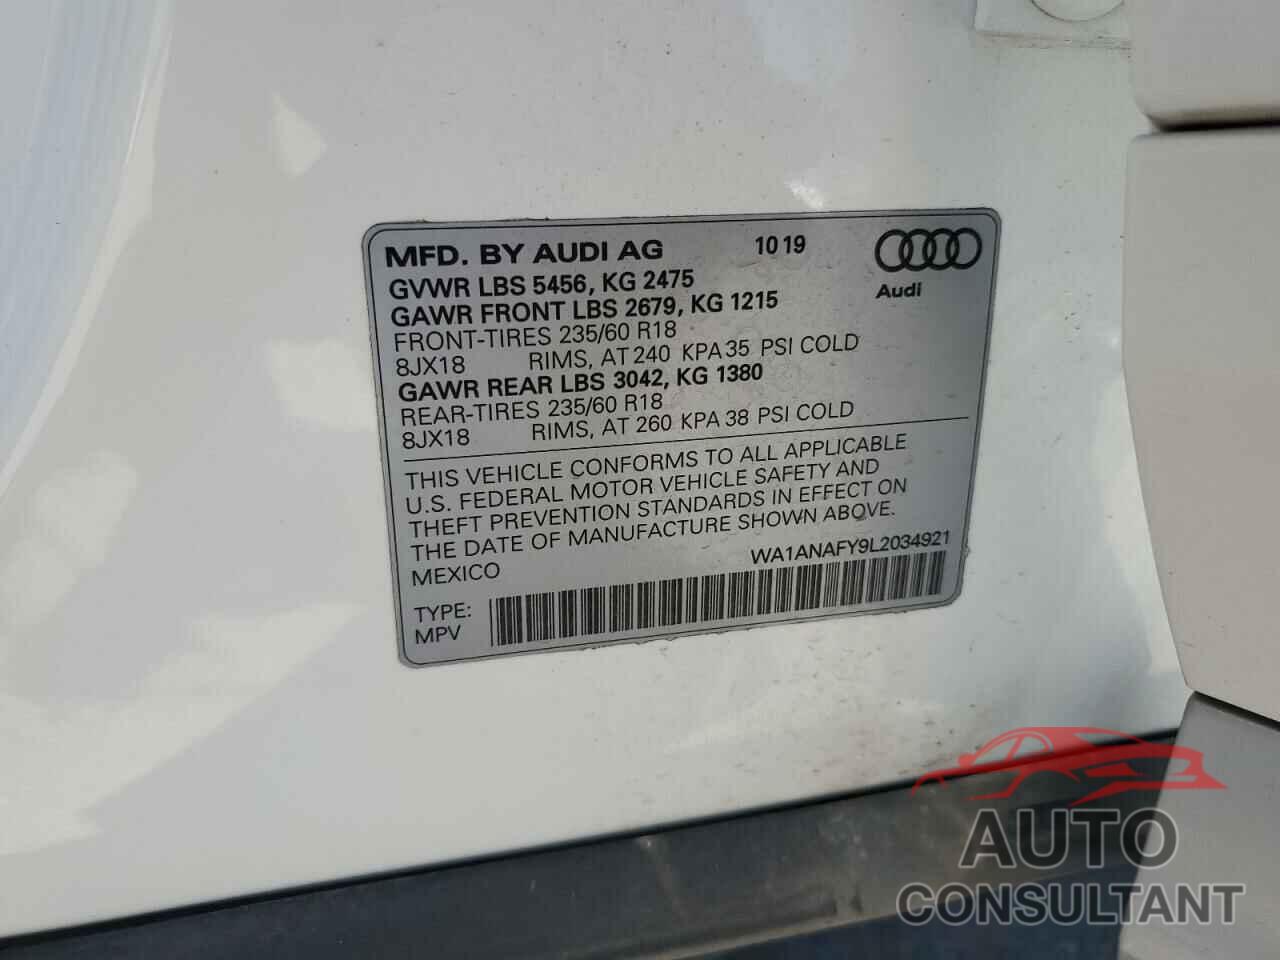 MFD. BY AUDI AG 10 19
GVWR LBS 5456, KG 2475
Audi
GAWR FRONT LBS 2679, KG 1215
FRONT-TIRES 235/60 R18
8JX18 RIMS, AT 240 KPA 35 PSI COLD
GAWR REAR LBS 3042, KG 1380
REAR-TIRES 235/60 R18
8JX18 RIMS, AT 260 KPA 38 PSI COLD
THIS VEHICLE CONFORMS TO ALL APPLICABLE
U.S. FEDERAL MOTOR VEHICLE SAFETY AND
THEFT PREVENTION STANDARDS IN EFFECT ON
THE DATE OF MANUFACTURE SHOWN ABOVE.
MEXICO WA1ANAFY9L2034921
TYPE:
MPV
AUTO
CONSULTANT